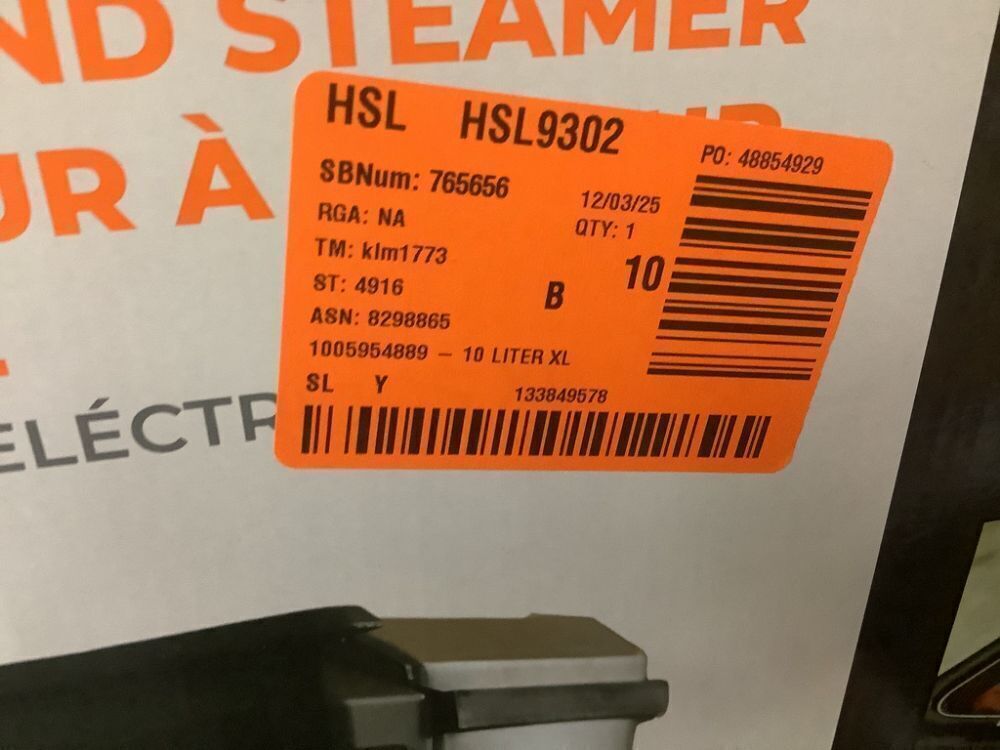 ND STEAMER
UR À
ÉLÉCTR
HSL HSL9302
PO: 48854929
SBNum: 765656
12/03/25
RGA: NA
QTY: 1
TM: klm1773
10
ST: 4916
B
ASN: 8298865
1005954889 – 10 LITER XL
SL Y
133849578